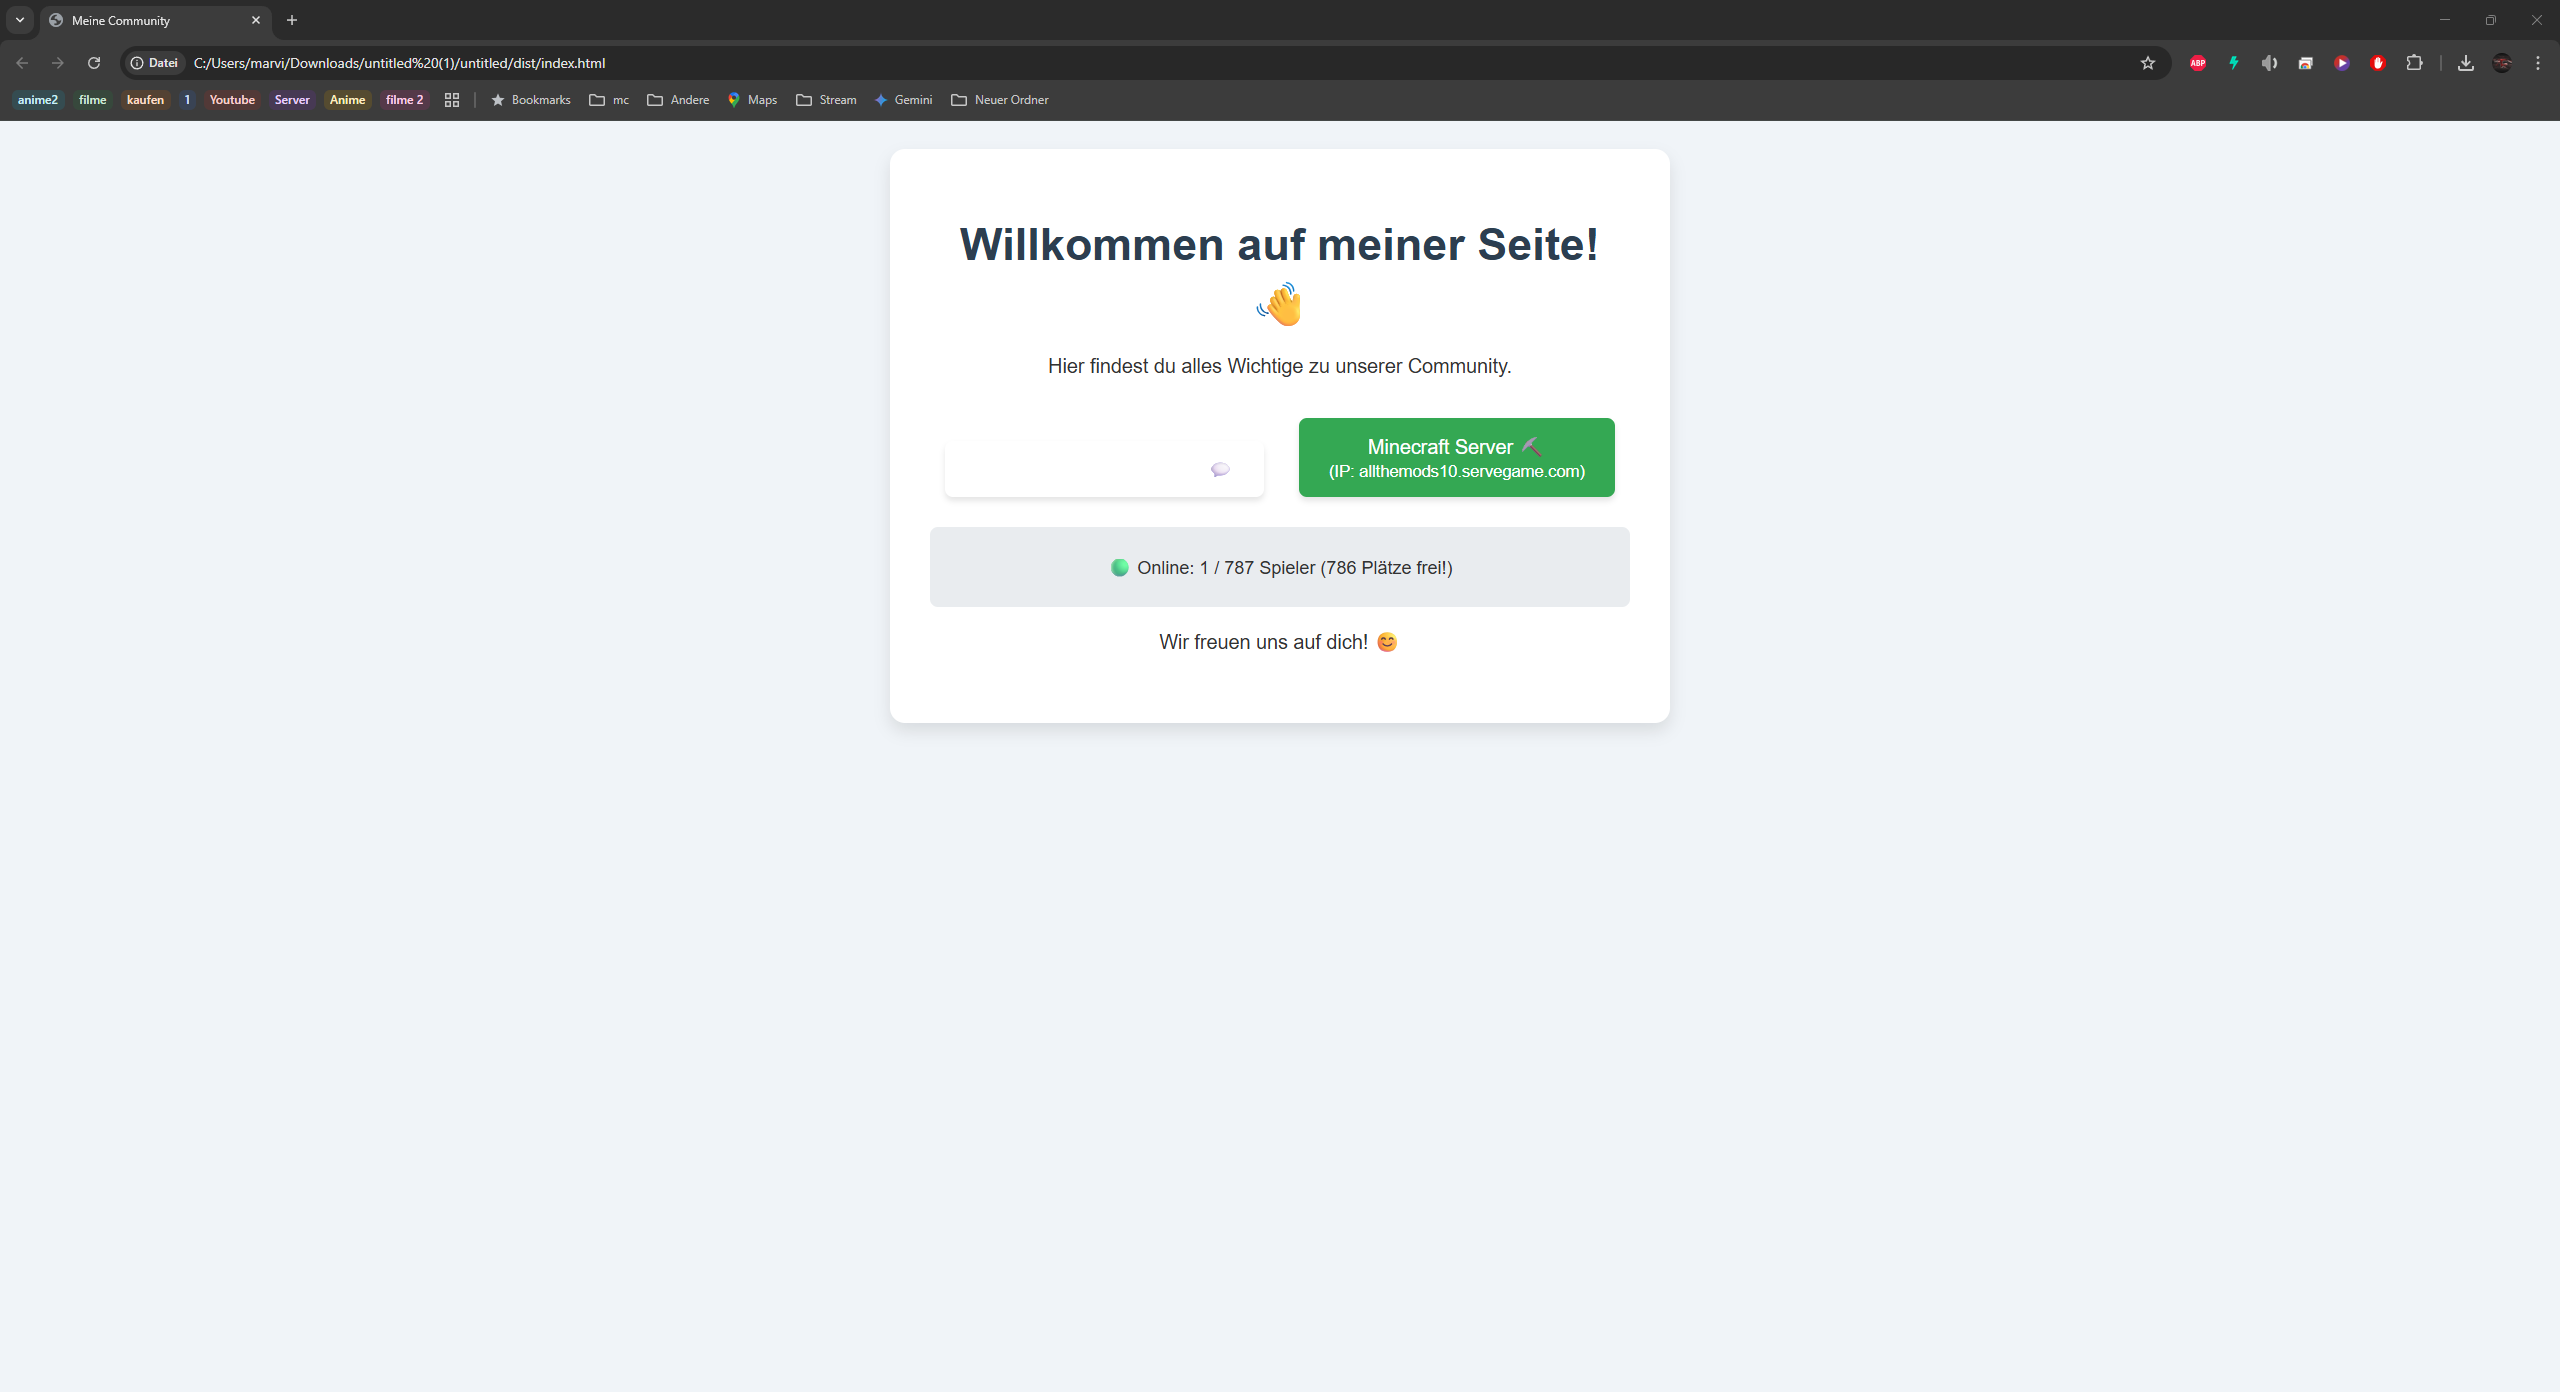 Meine Community
Datei C:/Users/marvi/Downloads/untitled%20(1)/untitled/dist/index.html
ABP
anime2 filme kaufen 1 Youtube Server Anime filme 2 Bookmarks mc Andere Maps Stream Gemini Neuer Ordner
Willkommen auf meiner Seite!
👋
Hier findest du alles Wichtige zu unserer Community.
💬
Minecraft Server ⛏️
(IP: allthemods10.servegame.com)
🟢 Online: 1 / 787 Spieler (786 Plätze frei!)
Wir freuen uns auf dich! 😊